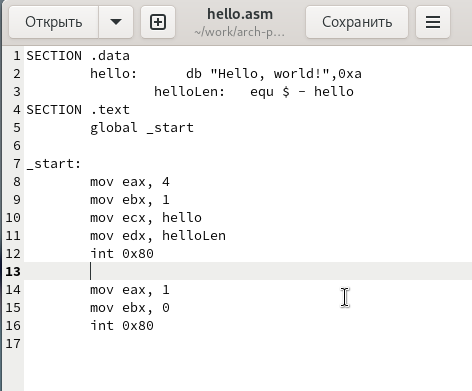 Открыть hello.asm Сохранить
~/work/arch-p…
1 SECTION .data
2 hello: db "Hello, world!",0xa
3 helloLen: equ $ - hello
4 SECTION .text
5 global _start
6
7 _start:
8 mov eax, 4
9 mov ebx, 1
10 mov ecx, hello
11 mov edx, helloLen
12 int 0x80
13
14 mov eax, 1
15 mov ebx, 0
16 int 0x80
17